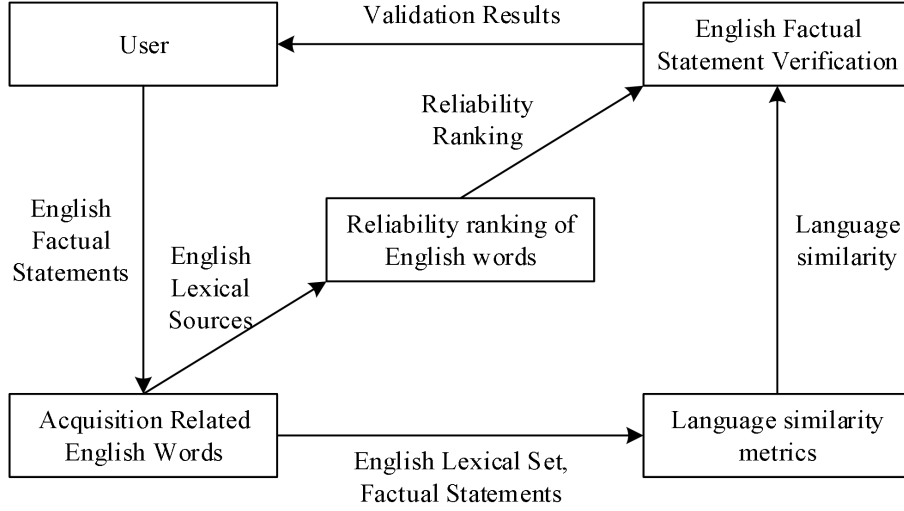 Validation Results
User
English Factual
Statement Verification
Reliability
Ranking
English
Factual
Statements
Reliability ranking of
English words
Language
similarity
English
Lexical
Sources
Acquisition Related
English Words
Language similarity
metrics
English Lexical Set,
Factual Statements